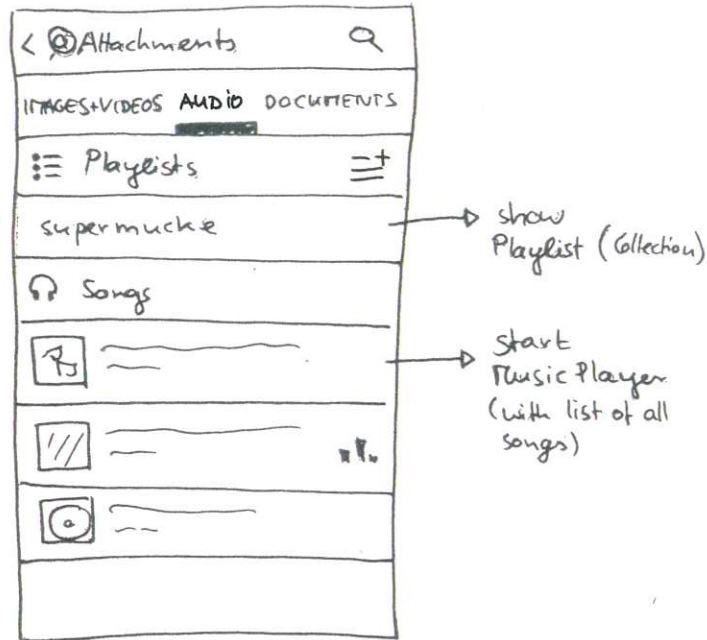 Attachments
IMAGES+VIDEOS AUDIO DOCUMENTS
Playlists
supermucke
show
Playlist (Collection)
Songs
start
Music Player
(with list of all
songs)